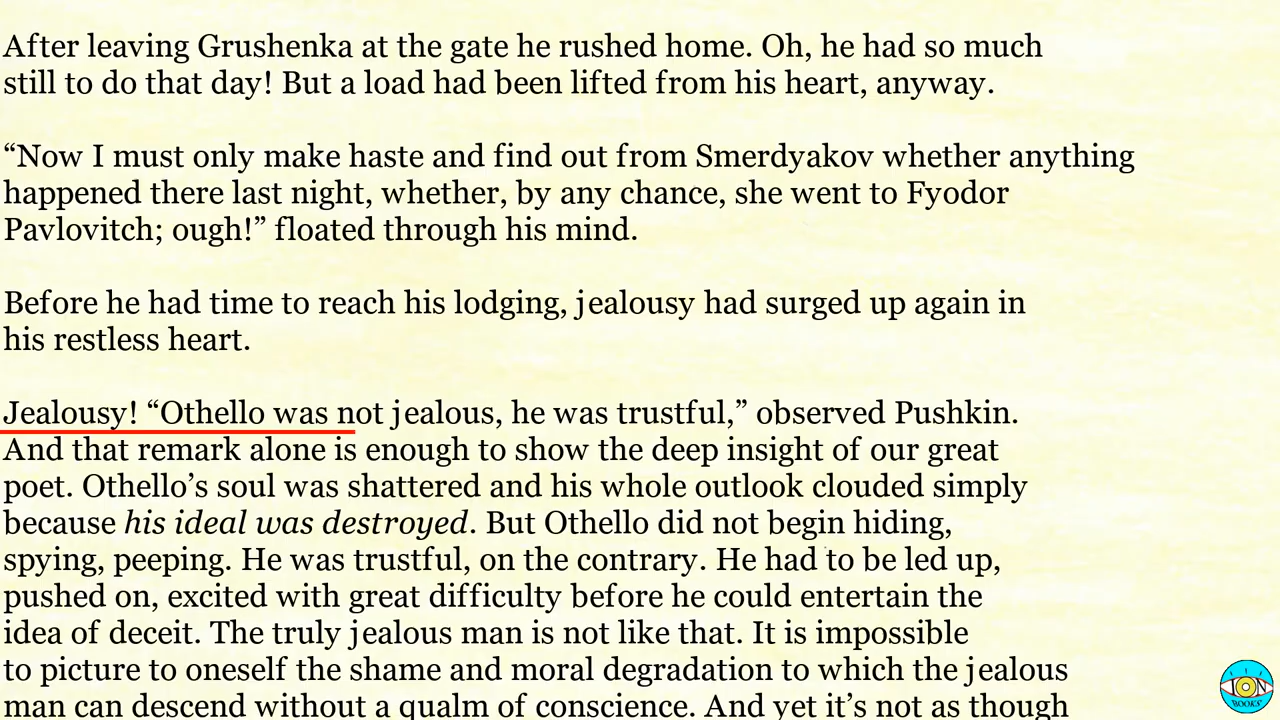 After leaving Grushenka at the gate he rushed home. Oh, he had so much
still to do that day! But a load had been lifted from his heart, anyway.
“Now I must only make haste and find out from Smerdyakov whether anything
happened there last night, whether, by any chance, she went to Fyodor
Pavlovitch; ough!” floated through his mind.
Before he had time to reach his lodging, jealousy had surged up again in
his restless heart.
Jealousy! “Othello was not jealous, he was trustful,” observed Pushkin.
And that remark alone is enough to show the deep insight of our great
poet. Othello’s soul was shattered and his whole outlook clouded simply
because his ideal was destroyed. But Othello did not begin hiding,
spying, peeping. He was trustful, on the contrary. He had to be led up,
pushed on, excited with great difficulty before he could entertain the
idea of deceit. The truly jealous man is not like that. It is impossible
to picture to oneself the shame and moral degradation to which the jealous
man can descend without a qualm of conscience. And yet it’s not as though
ION
BOOKS